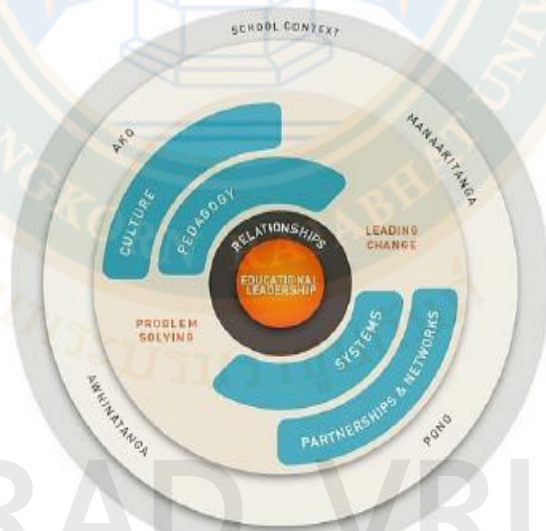 SCHOOL CONTEXT
AKO
MANAAKITANGA
CULTURE
PEDAGOGY
RELATIONSHIPS
LEADING
CHANGE
EDUCATIONAL
LEADERSHIP
PROBLEM
SOLVING
SYSTEMS
PARTNERSHIPS & NETWORKS
AWHINATANGA
PONO